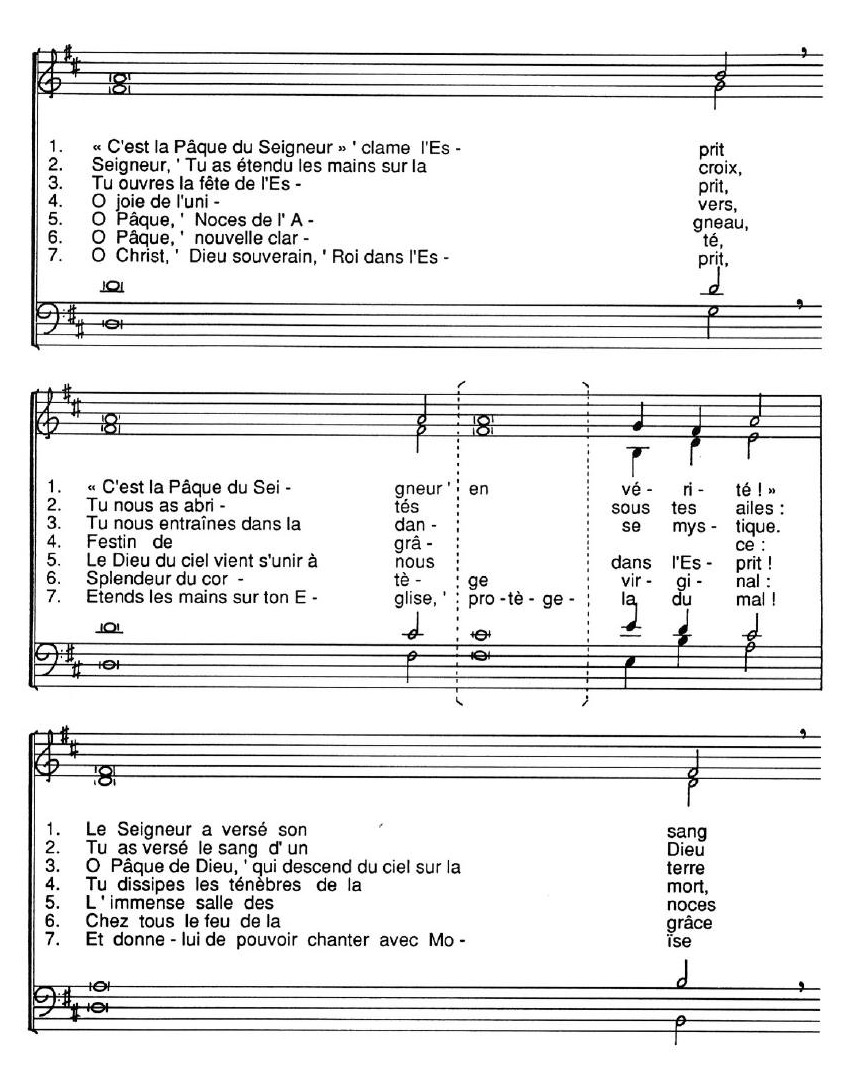 1. « C'est la Pâque du Seigneur » ' clame l'Es - prit
2. Seigneur, ' Tu as étendu les mains sur la croix,
3. Tu ouvres la fête de l'Es - prit,
4. O joie de l'uni - vers,
5. O Pâque, ' Noces de l' A - gneau,
6. O Pâque, ' nouvelle clar - té,
7. O Christ, ' Dieu souverain, ' Roi dans l'Es - prit,
1. « C'est la Pâque du Sei - gneur ' en vé - ri - té ! »
2. Tu nous as abri - tés sous tes ailes :
3. Tu nous entraînes dans la dan - se mys - tique.
4. Festin de grâ - ce :
5. Le Dieu du ciel vient s'unir à nous dans l'Es - prit !
6. Splendeur du cor - tè - ge vir - gi - nal :
7. Etends les mains sur ton E - glise, ' pro - tè - ge - la du mal !
1. Le Seigneur a versé son sang
2. Tu as versé le sang d' un Dieu
3. O Pâque de Dieu, ' qui descend du ciel sur la terre
4. Tu dissipes les ténèbres de la mort,
5. L ' immense salle des noces
6. Chez tous le feu de la grâce
7. Et donne - lui de pouvoir chanter avec Mo - ïse